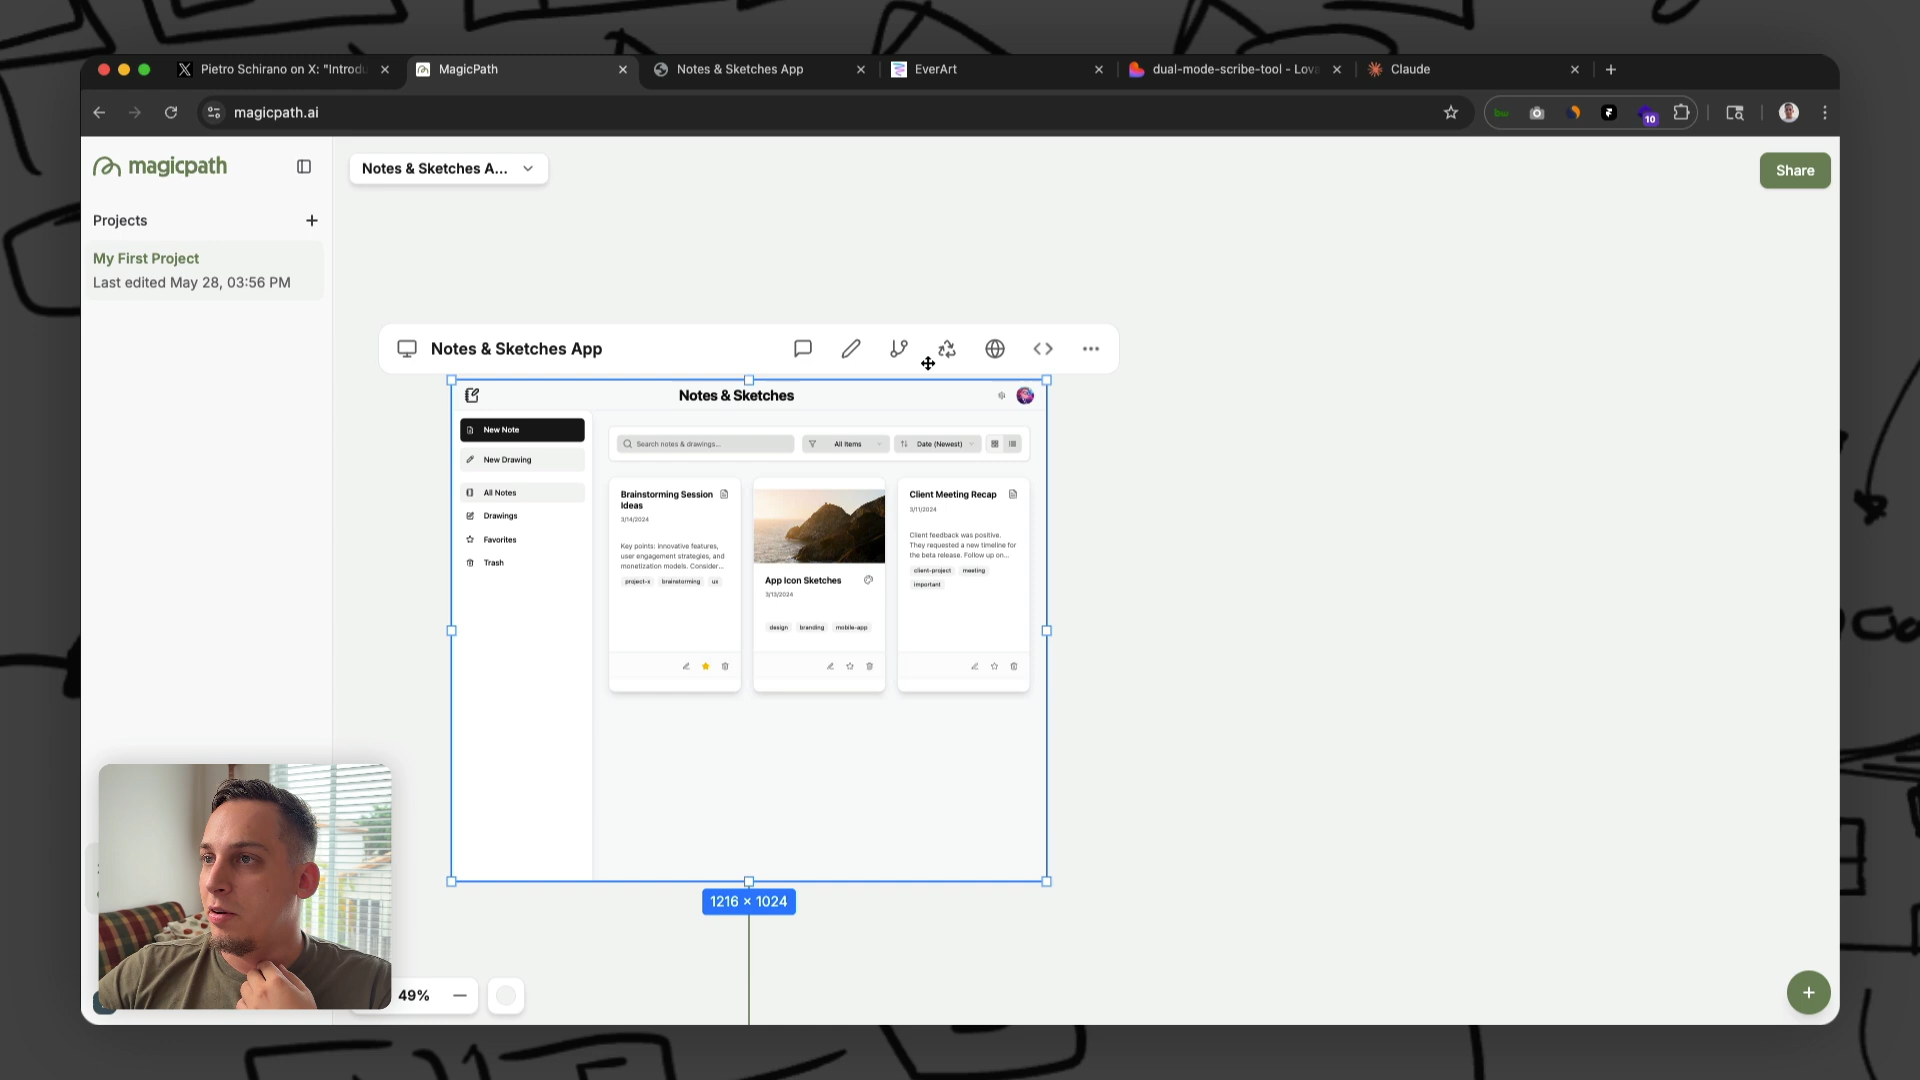 Pietro Schirano on X: "Introdu
MagicPath
Notes & Sketches App
EverArt
dual-mode-scribe-tool - Lova
Claude
magicpath.ai
10
magicpath
Notes & Sketches A...
Share
Projects
My First Project
Last edited May 28, 03:56 PM
Notes & Sketches App
Notes & Sketches
New Note
New Drawing
All Notes
Drawings
Favorites
Trash
Search notes & drawings...
All Items
Date (Newest)
Brainstorming Session
Ideas
3/14/2024
Key points: innovative features,
user engagement strategies, and
monetization models. Consider...
project-x
brainstorming
ux
App Icon Sketches
3/13/2024
design
branding
mobile-app
Client Meeting Recap
3/11/2024
Client feedback was positive.
They requested a new timeline for
the beta release. Follow up on...
client-project
meeting
important
1216 × 1024
49%